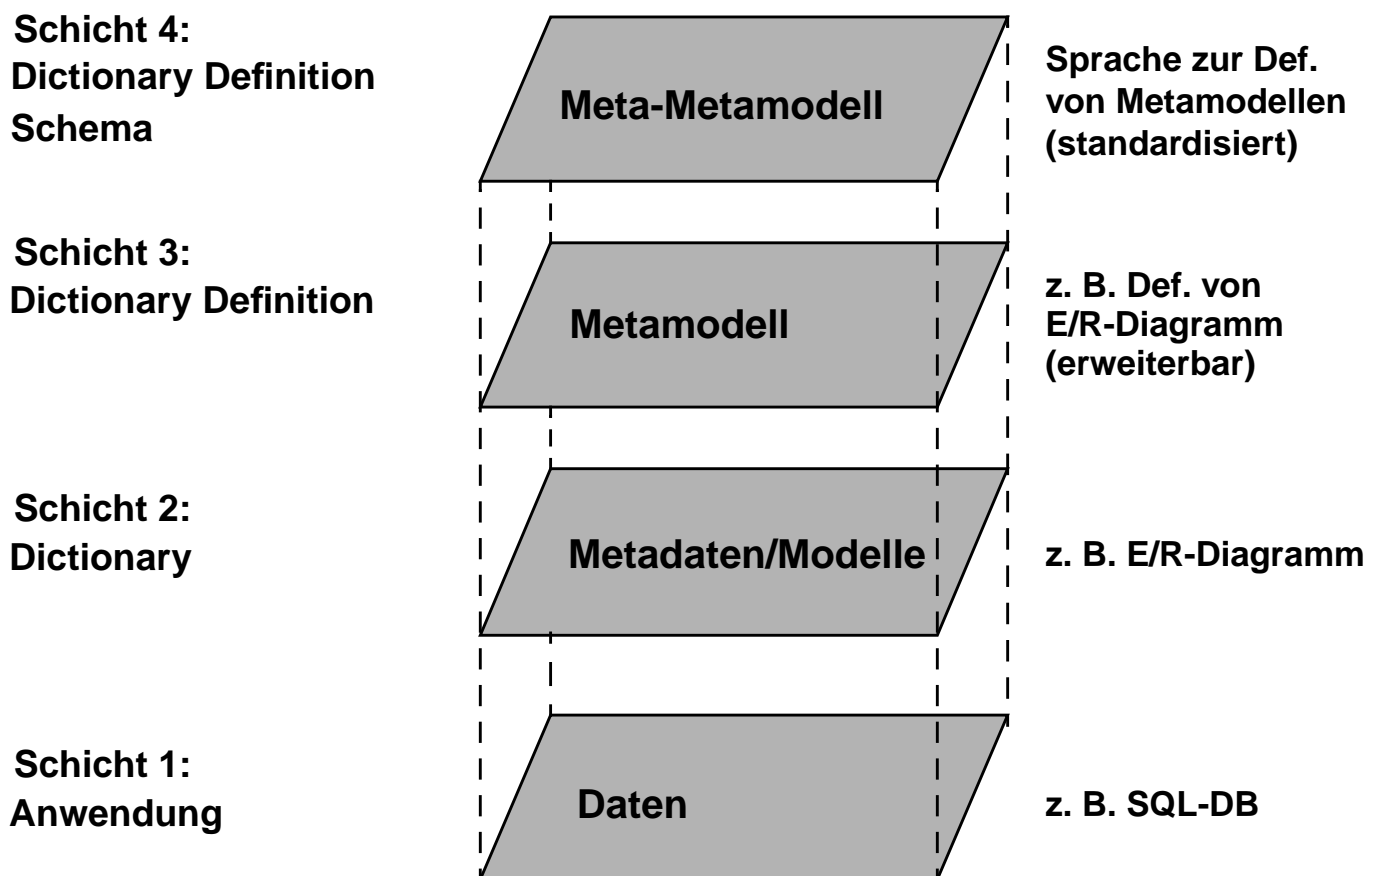 Schicht 4:
Dictionary Definition
Schema
Meta-Metamodell
Sprache zur Def.
von Metamodellen
(standardisiert)
Schicht 3:
Dictionary Definition
Metamodell
z. B. Def. von
E/R-Diagramm
(erweiterbar)
Schicht 2:
Dictionary
Metadaten/Modelle
z. B. E/R-Diagramm
Schicht 1:
Anwendung
Daten
z. B. SQL-DB